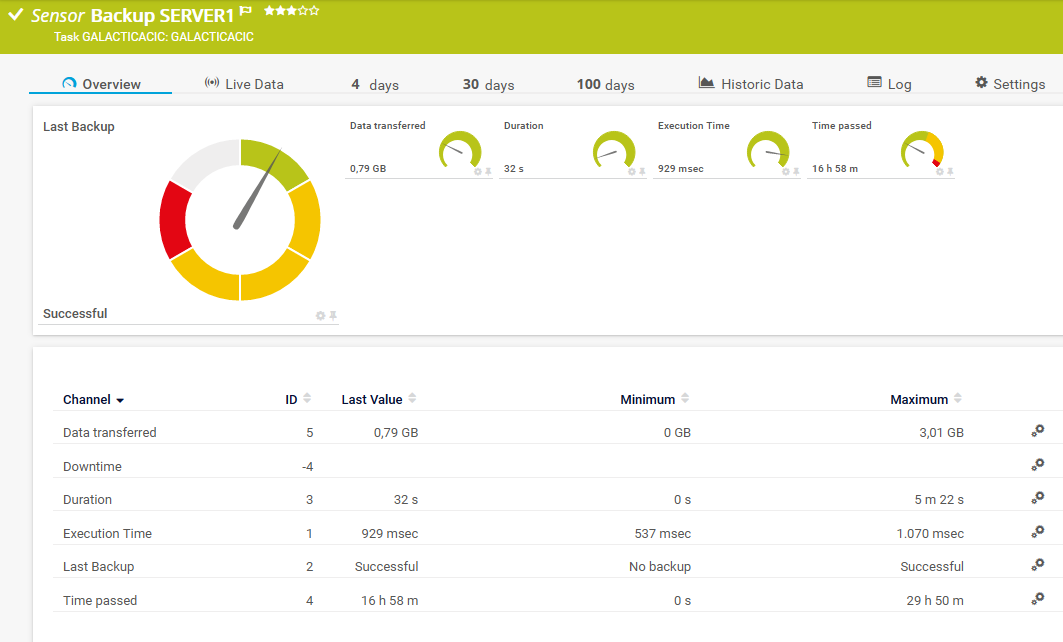 Sensor Backup SERVER1
Task GALACTICACIC: GALACTICACIC
Overview Live Data 4 days 30 days 100 days Historic Data Log Settings
Last Backup
Data transferred Duration Execution Time Time passed
0,79 GB 32 s 929 msec 16 h 58 m
Successful
Channel ID Last Value Minimum Maximum
Data transferred 5 0,79 GB 0 GB 3,01 GB
Downtime -4
Duration 3 32 s 0 s 5 m 22 s
Execution Time 1 929 msec 537 msec 1.070 msec
Last Backup 2 Successful No backup Successful
Time passed 4 16 h 58 m 0 s 29 h 50 m